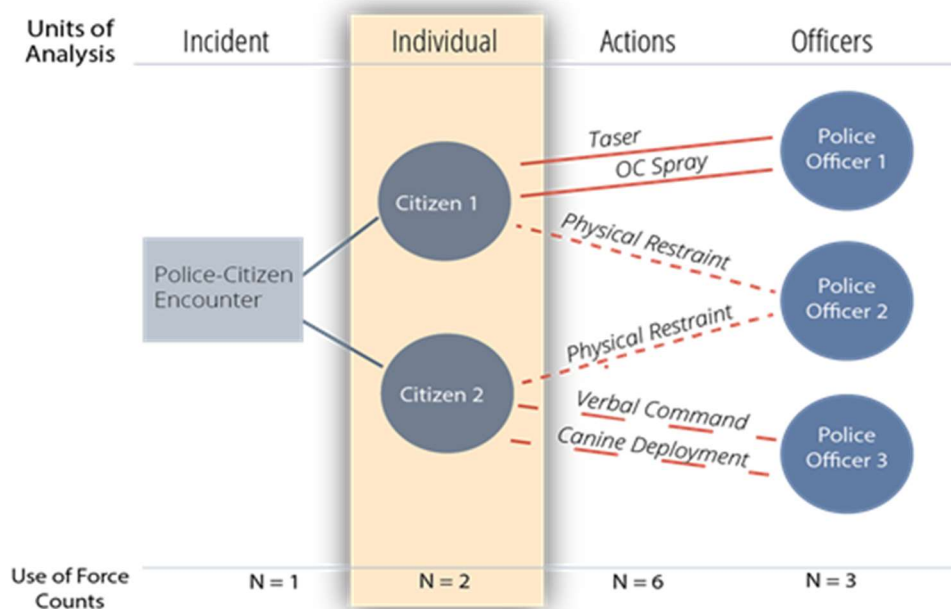 Units of
Analysis
Incident
Individual
Actions
Officers
Police-Citizen
Encounter
Citizen 1
Citizen 2
Taser
OC Spray
Physical Restraint
Physical Restraint
Verbal Command
Canine Deployment
Police
Officer 1
Police
Officer 2
Police
Officer 3
Use of Force
Counts
N = 1
N = 2
N = 6
N = 3